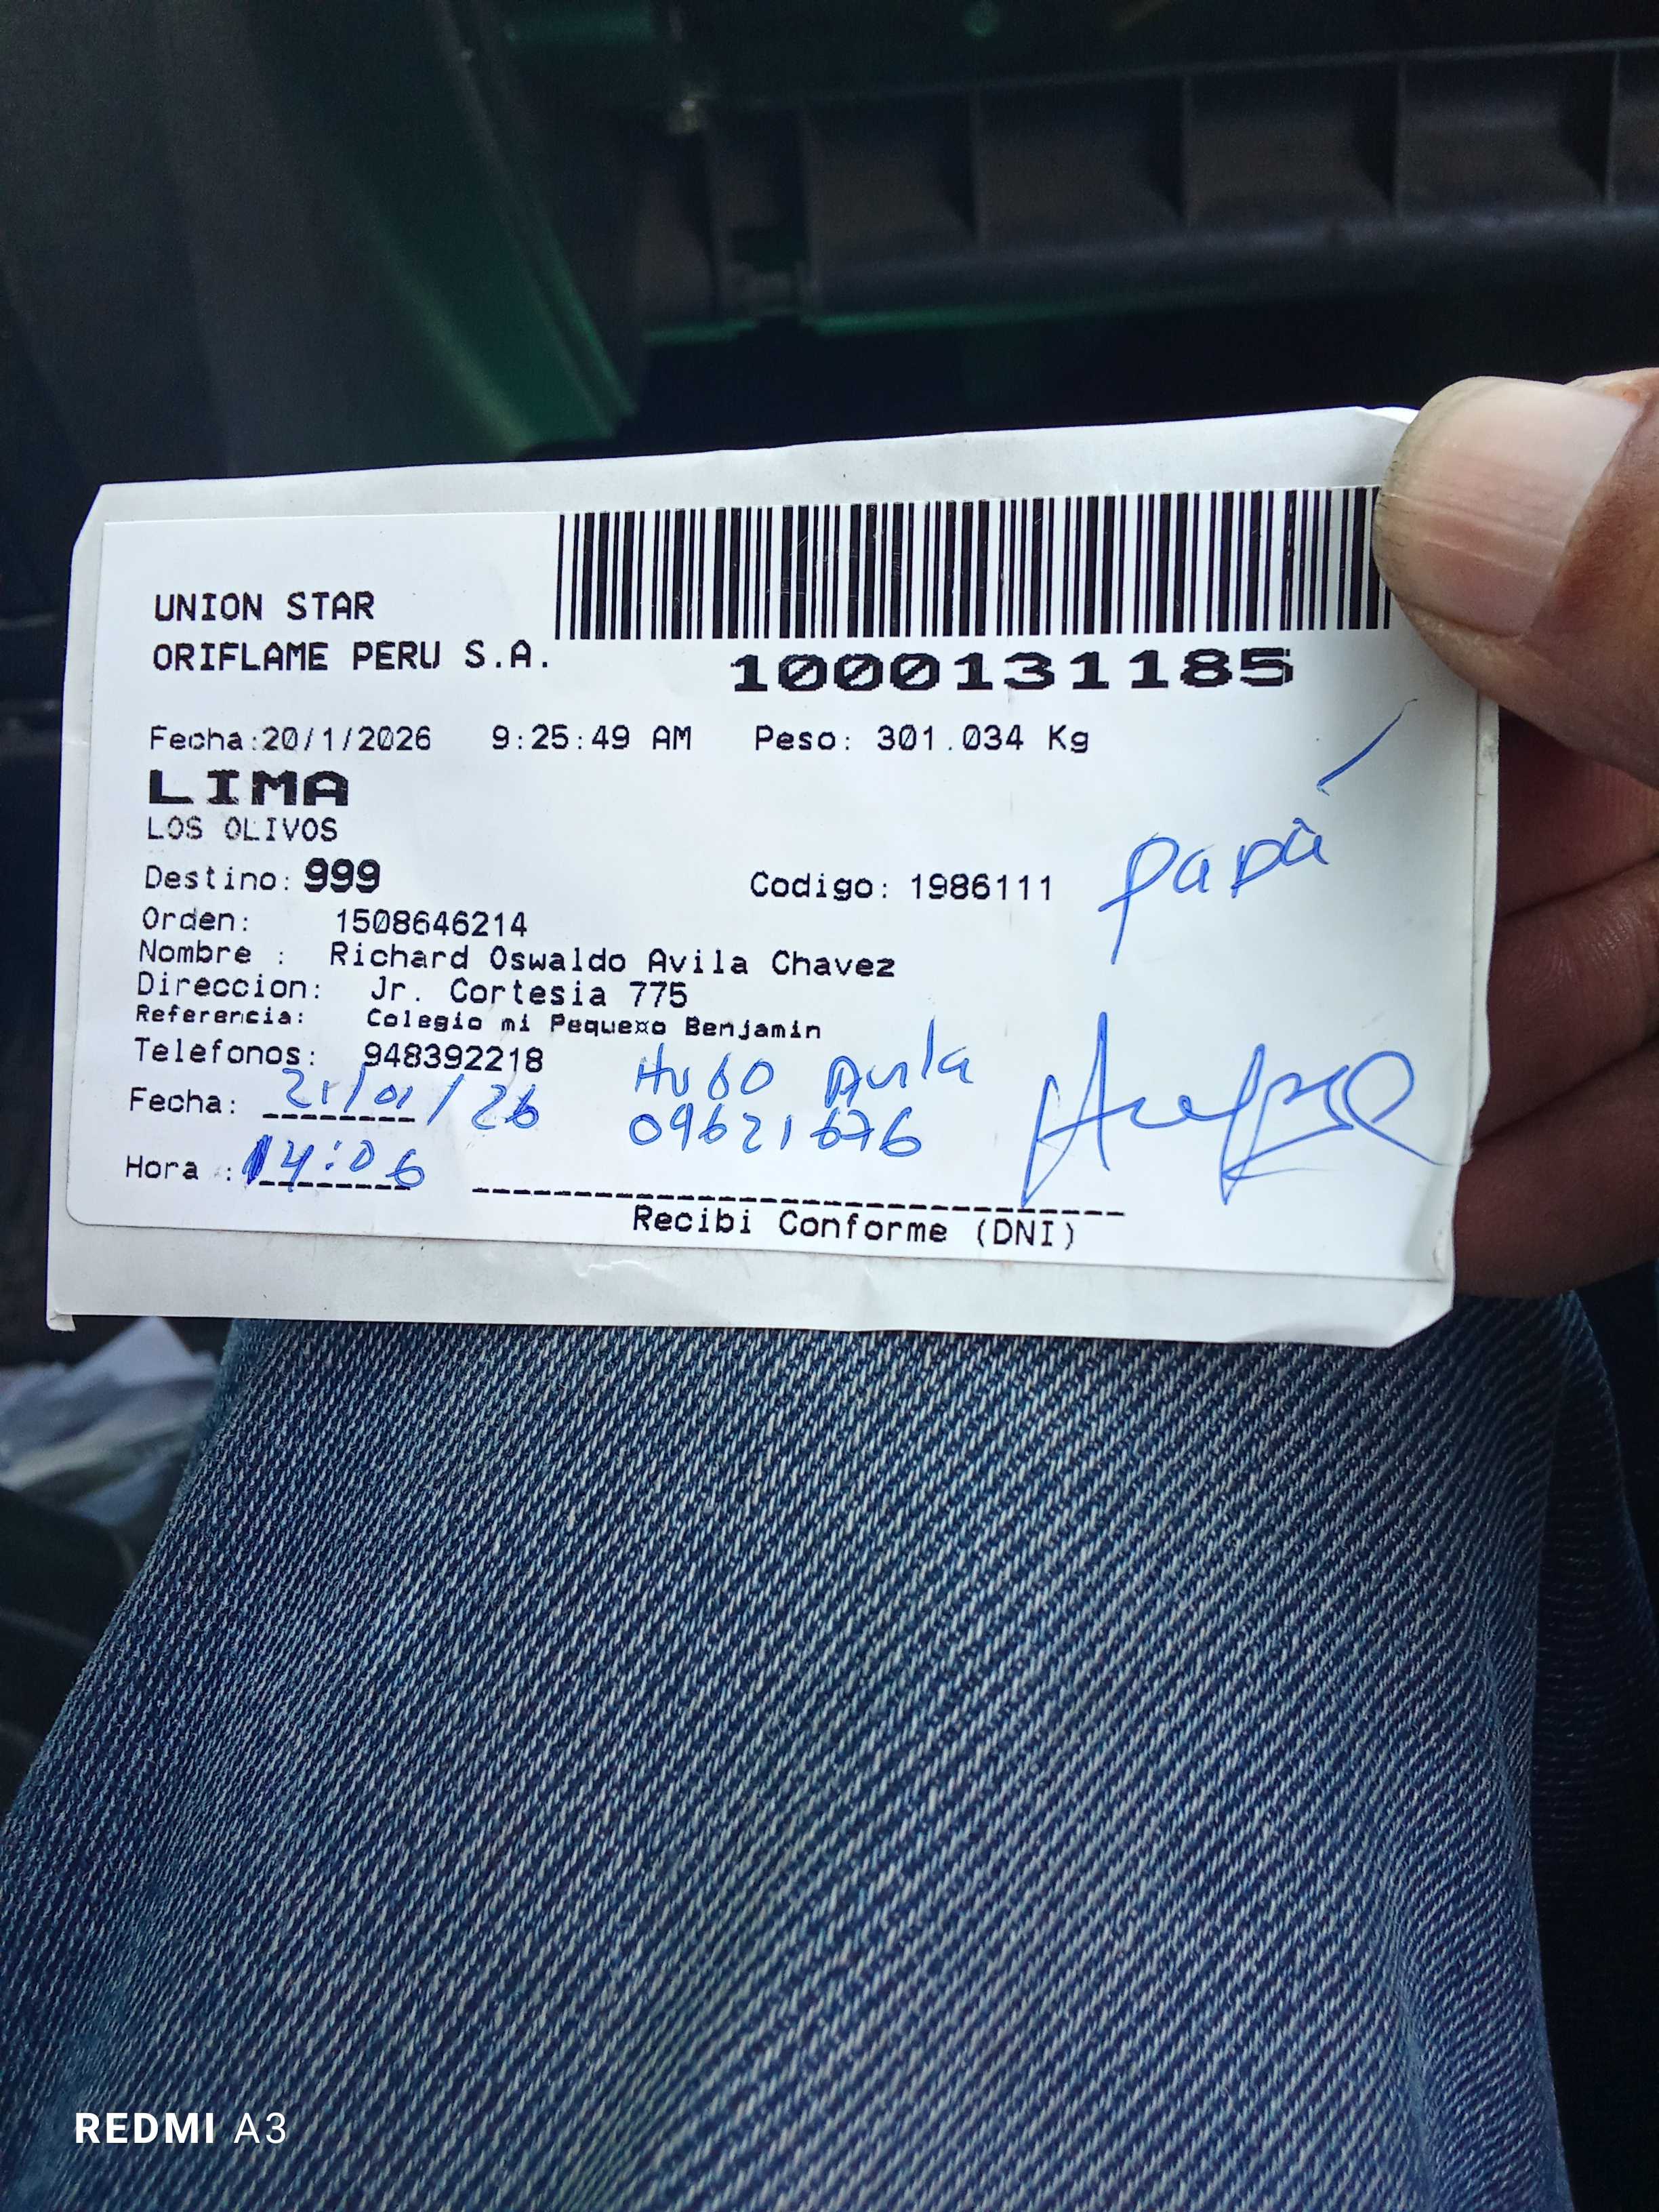 UNION STAR
ORIFLAME PERU S.A.
1000131185
Fecha:20/1/2026 9:25:49 AM Peso: 301.034 Kg
LIMA
LOS OLIVOS
Destino: 999 Codigo: 1986111
papá
Orden: 1508646214
Nombre : Richard Oswaldo Avila Chavez
Direccion: Jr. Cortesia 775
Referencia: Colegio mi Pequexo Benjamin
Telefonos: 948392218
Hugo Avila
Fecha: 21/01/26
09621676
Hora : 14:06
Recibi Conforme (DNI)
REDMI A3